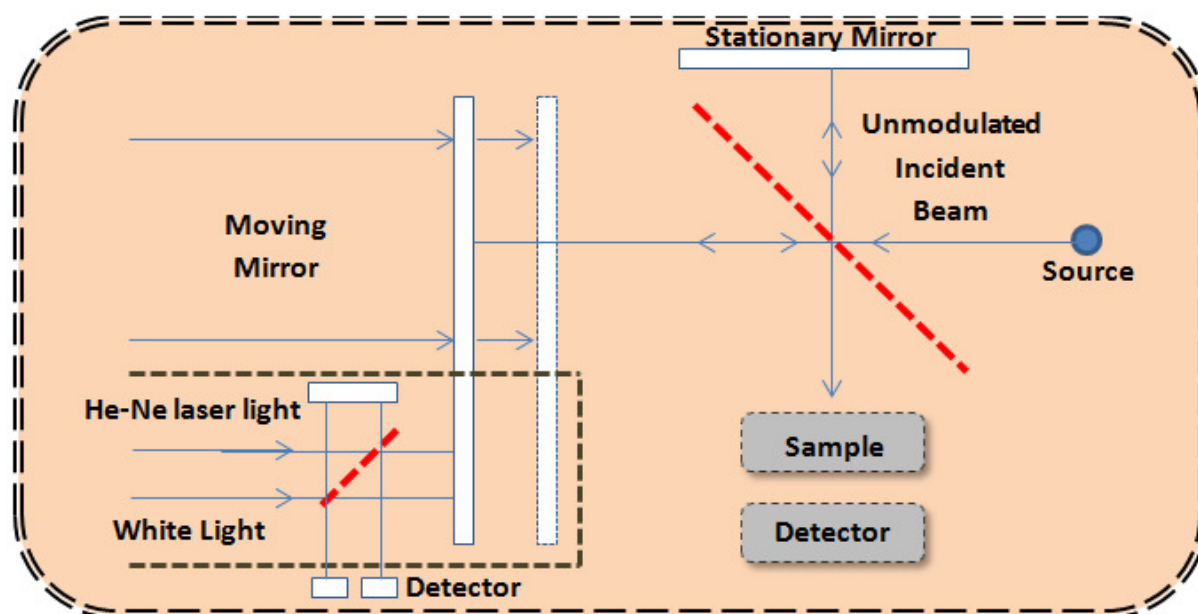 Stationary Mirror
Unmodulated
Incident
Beam
Moving
Mirror
Source
He-Ne laser light
White Light
Sample
Detector
Detector